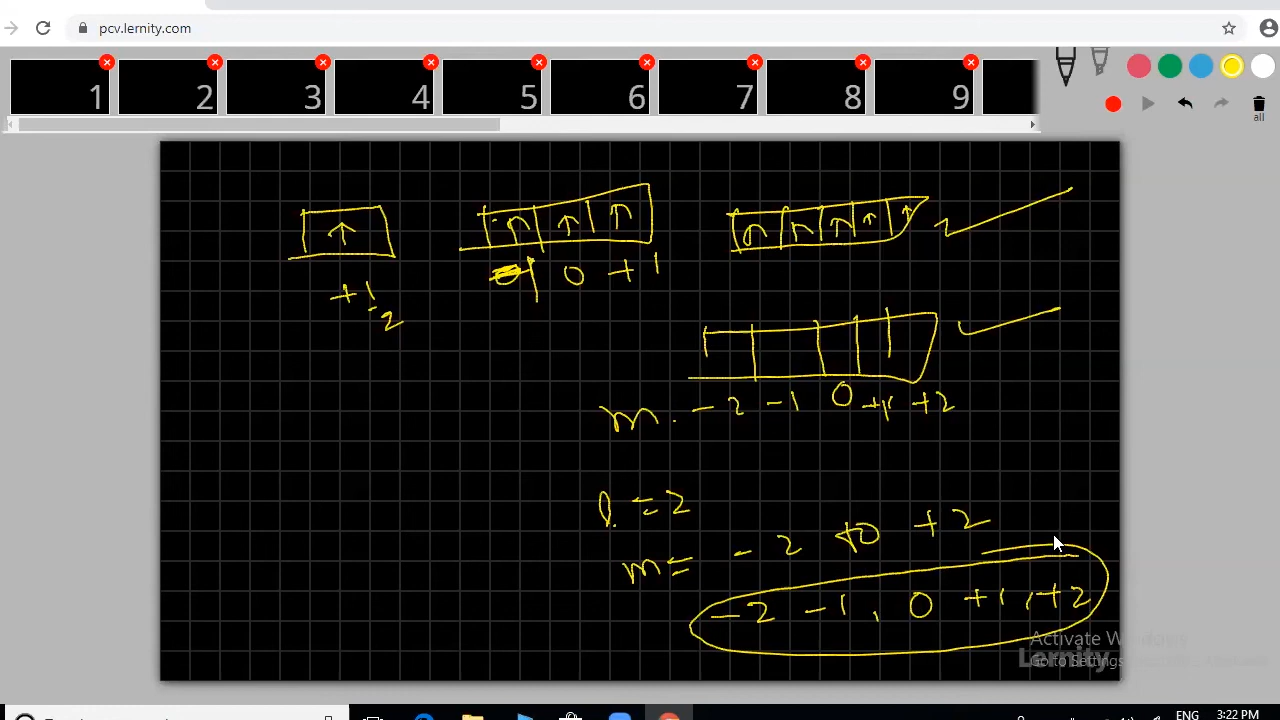 pcv.lernity.com
1 2 3 4 5 6 7 8 9
all
0 + 1
+ 1/2
m. - 2 - 1 0 +1 +2
l = 2
m = - 2 to + 2
- 2 - 1 , 0 + 1 , + 2
Activate Windows
Lernity
Go to Settings
ENG 3:22 PM